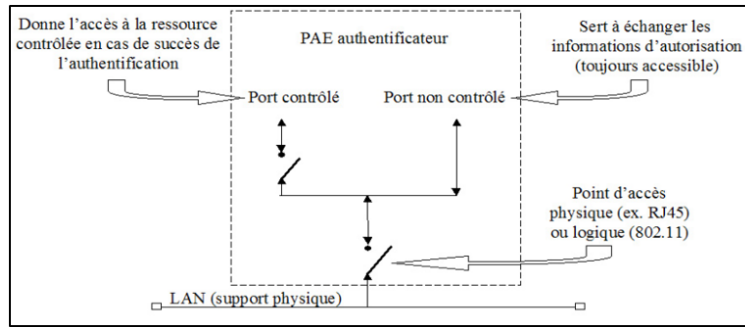 Donne l'accès à la ressource
contrôlée en cas de succès de
l'authentification
PAE authentificateur
Sert à échanger les
informations d'autorisation
(toujours accessible)
Port contrôlé
Port non contrôlé
Point d'accès
physique (ex. RJ45)
ou logique (802.11)
LAN (support physique)